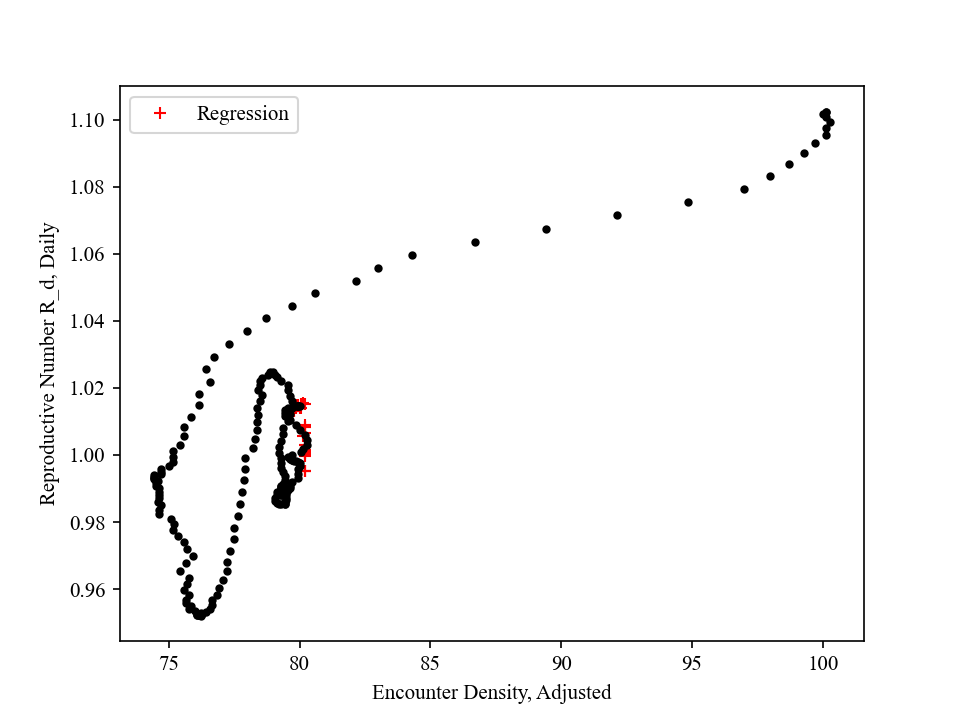 Regression
1.10
1.08
1.06
1.04
1.02
1.00
0.98
0.96
Reproductive Number R_d, Daily
75 80 85 90 95 100
Encounter Density, Adjusted